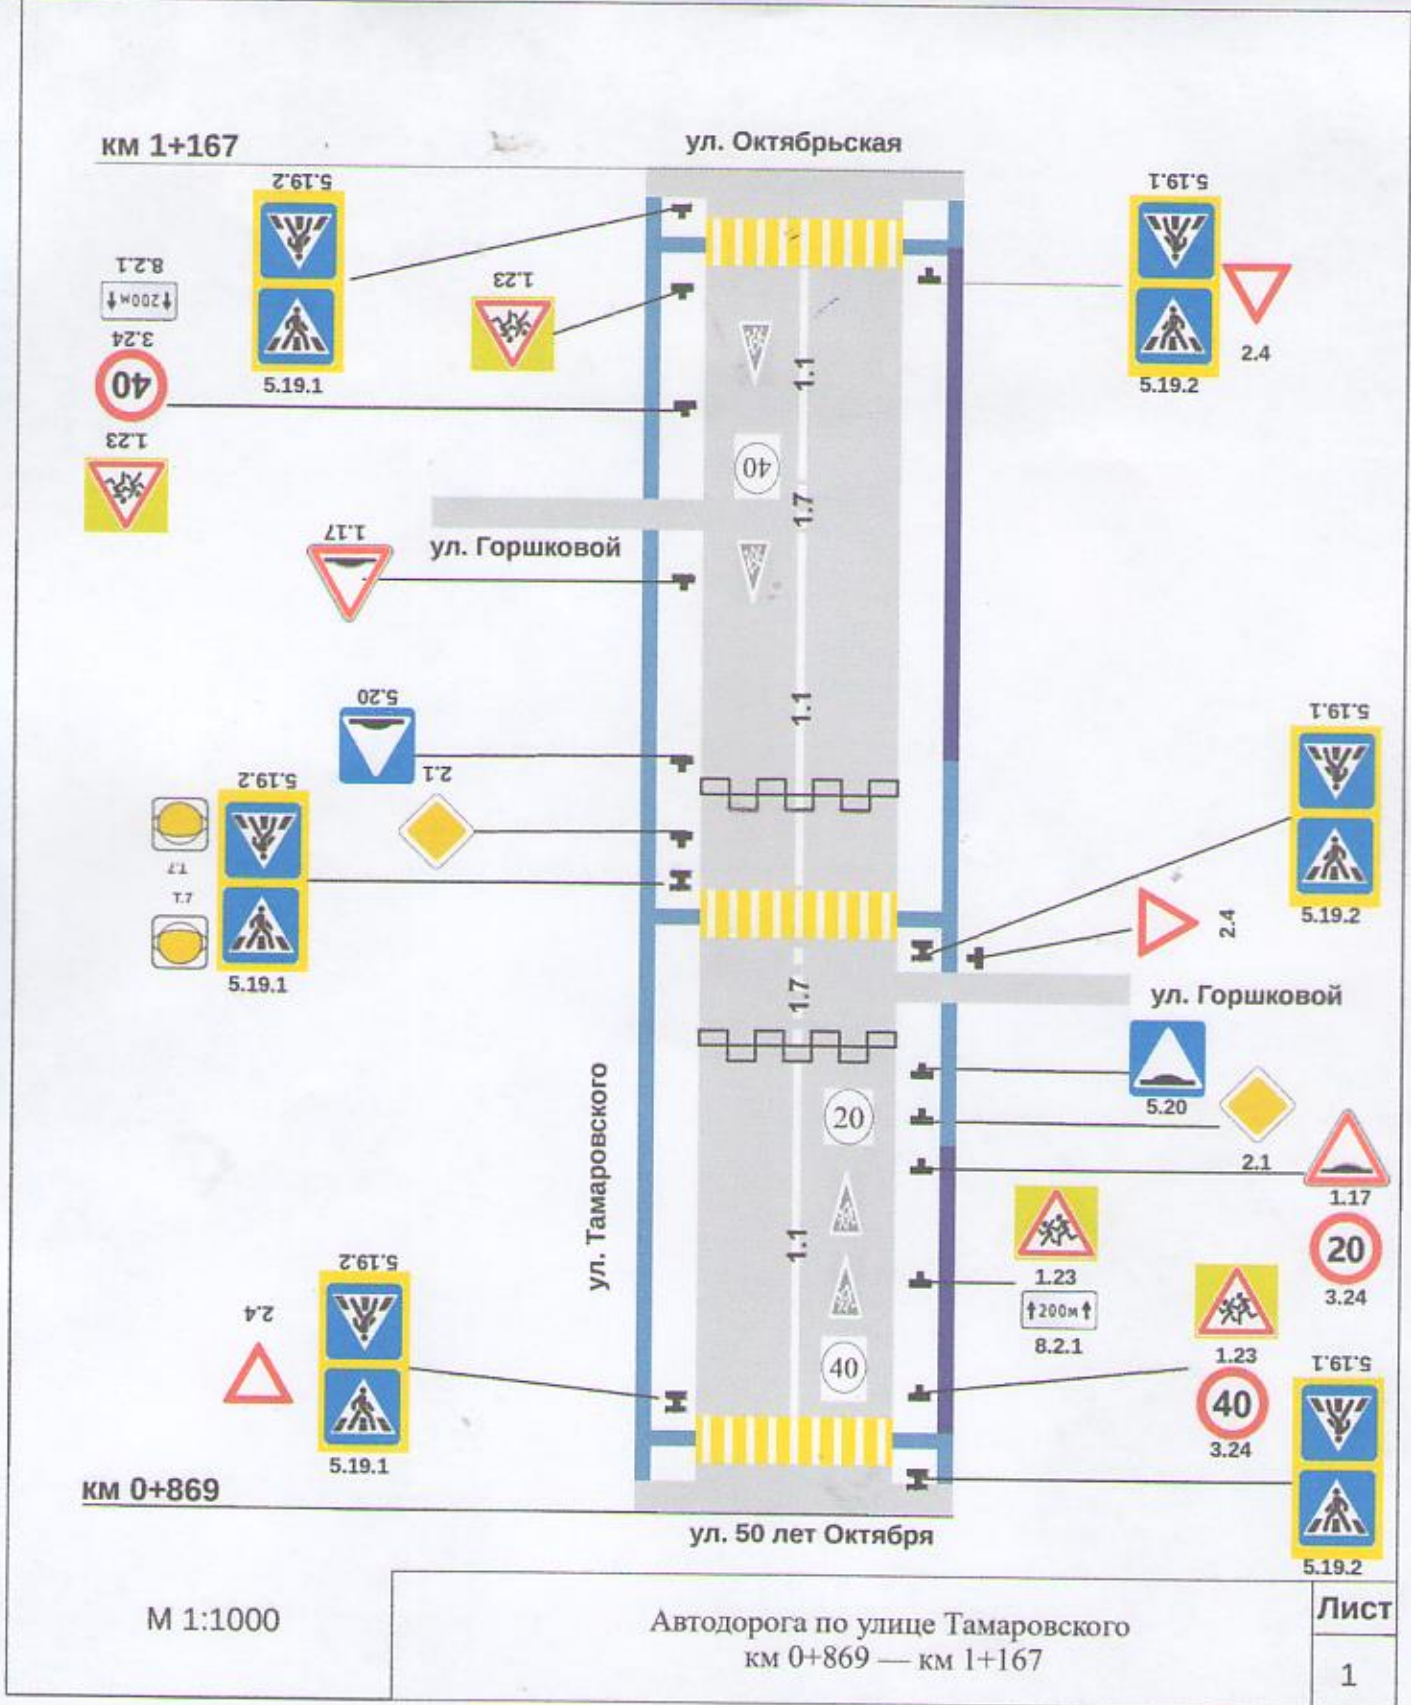 км 1+167
ул. Октябрьская
5.19.2
5.19.1
8.2.1
200м
3.24
40
1.23
1.23
5.19.1
5.19.2
2.4
1.1
40
1.7
ул. Горшковой
1.17
1.1
5.20
2.1
5.19.2
Т.7
Т.7
5.19.1
5.19.1
5.19.2
2.4
1.7
ул. Горшковой
5.20
2.1
1.17
20
3.24
20
ул. Тамаровского
1.1
1.23
200м
8.2.1
1.23
40
3.24
40
5.19.2
2.4
5.19.1
5.19.1
5.19.2
км 0+869
ул. 50 лет Октября
М 1:1000
Автодорога по улице Тамаровского
км 0+869 — км 1+167
Лист
1